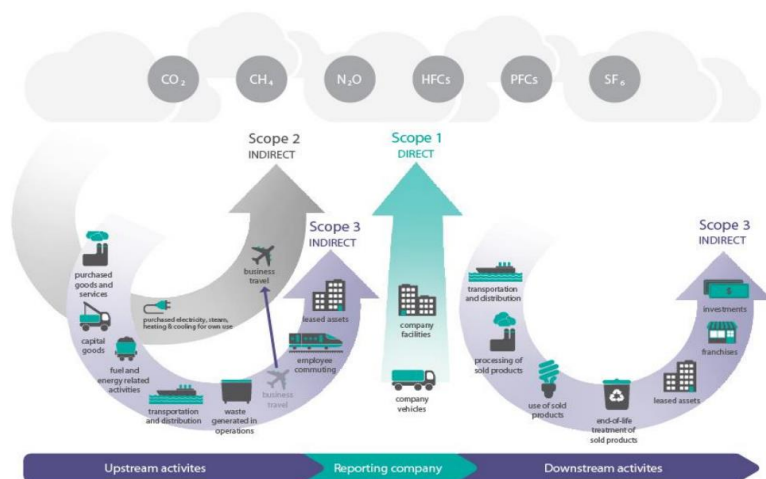 CO₂
CH₄
N₂O
HFCs
PFCs
SF₆
Scope 2
INDIRECT
Scope 1
DIRECT
Scope 3
INDIRECT
Scope 3
INDIRECT
purchased
goods and
services
capital
goods
fuel and
energy related
activities
transportation
and distribution
waste
generated in
operations
business
travel
purchased electricity, steam,
heating & cooling for own use
business
travel
employee
commuting
leased assets
company
facilities
company
vehicles
transportation
and distribution
processing of
sold products
use of sold
products
end-of-life
treatment of
sold products
leased assets
franchises
investments
Upstream activites
Reporting company
Downstream activites